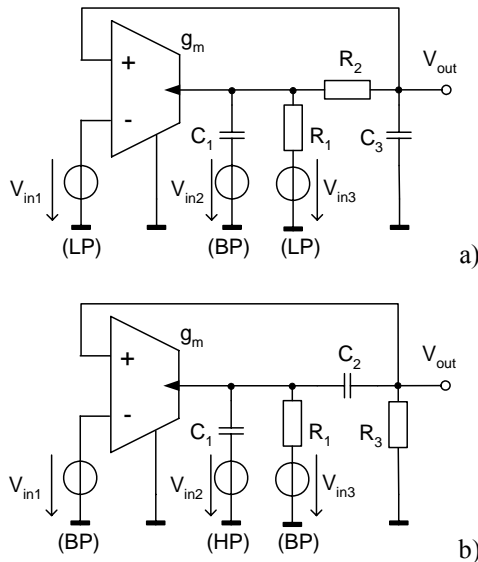 g_m
+
R_2
V_out
-
C_1
R_1
C_3
V_in1
V_in2
V_in3
(LP)
(BP)
(LP)
a)
g_m
+
C_2
V_out
-
C_1
R_1
R_3
V_in1
V_in2
V_in3
(BP)
(HP)
(BP)
b)